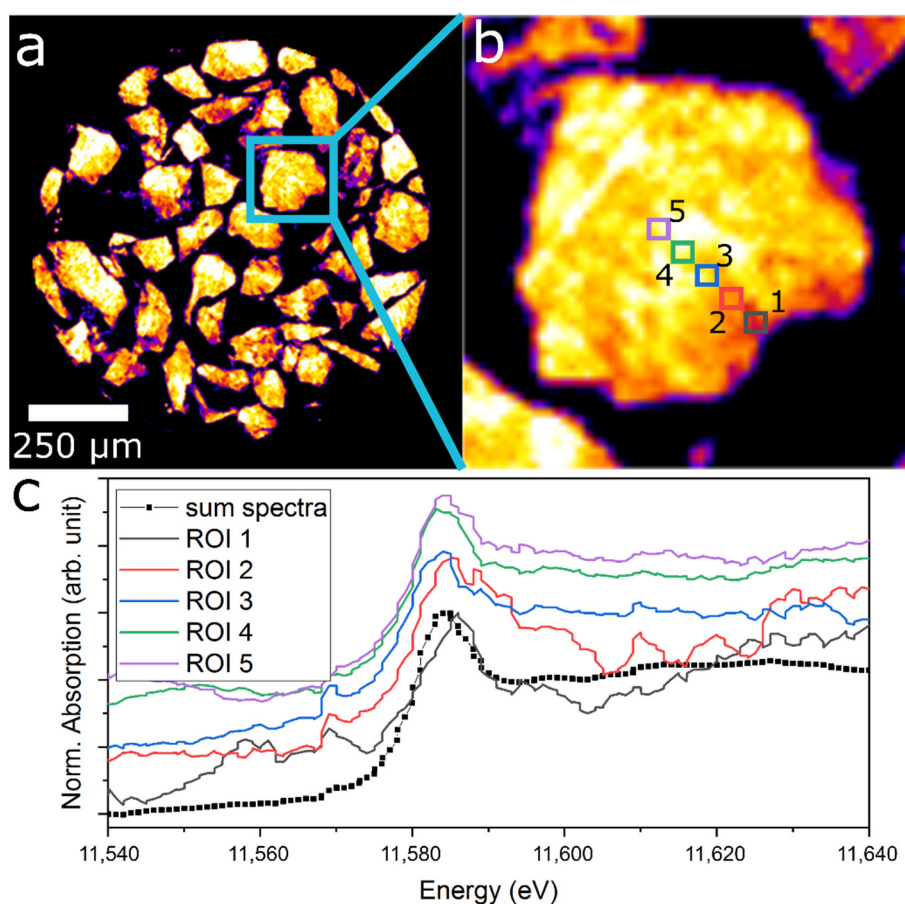 a
250 µm
b
5
4
3
2
1
c
Norm. Absorption (arb. unit)
sum spectra
ROI 1
ROI 2
ROI 3
ROI 4
ROI 5
11,540
11,560
11,580
11,600
11,620
11,640
Energy (eV)